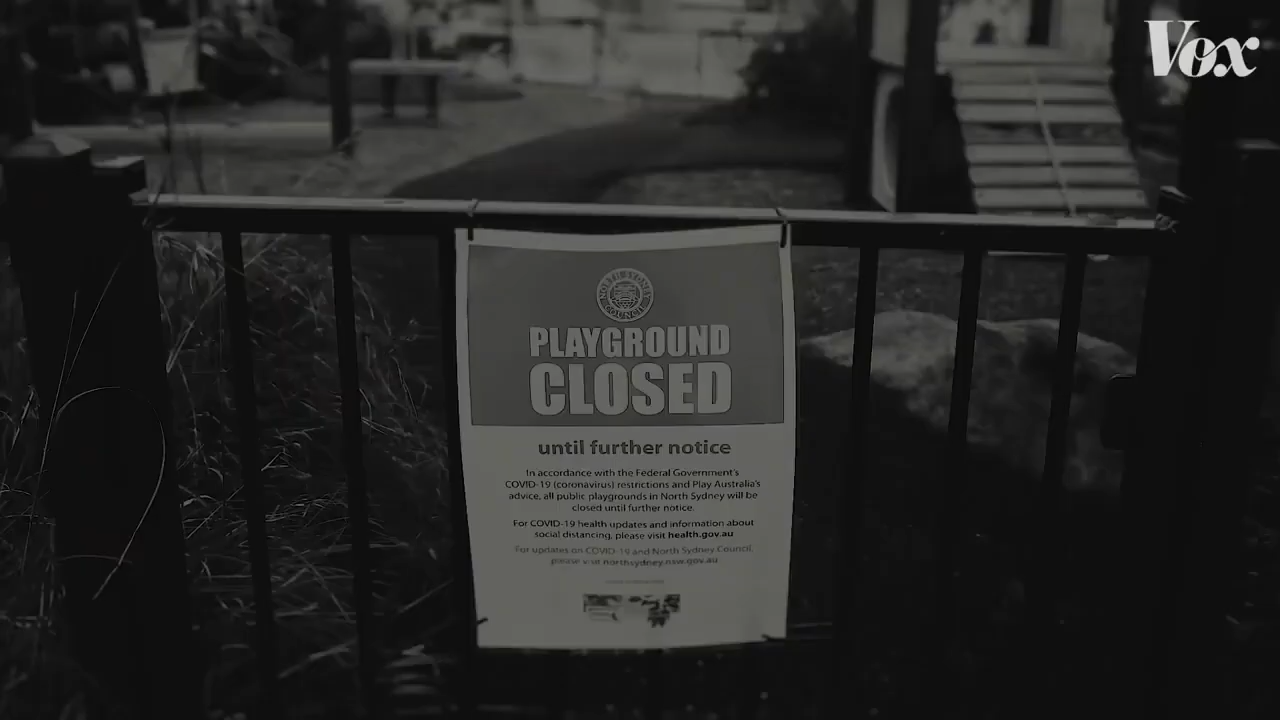 Vox
NORTH SYDNEY COUNCIL
PLAYGROUND
CLOSED
until further notice
In accordance with the Federal Government's
COVID-19 (coronavirus) restrictions and Play Australia's
advice, all public playgrounds in North Sydney will be
closed until further notice.
For COVID-19 health updates and information about
social distancing, please visit health.gov.au
For updates on COVID-19 and North Sydney Council,
please visit northsydney.nsw.gov.au